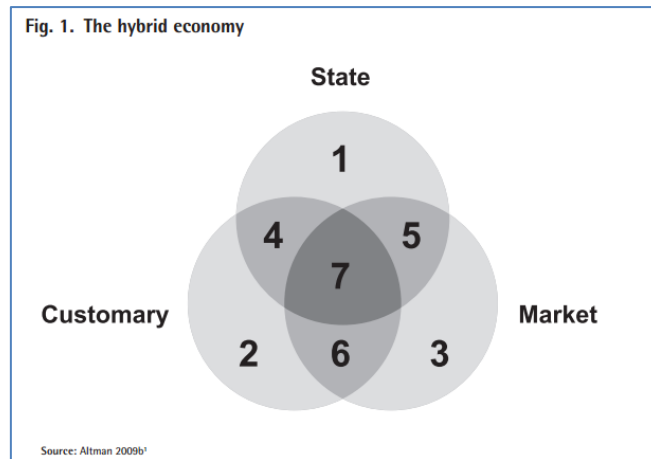 Fig. 1. The hybrid economy
State
1
4 5
7
Customary Market
2 6 3
Source: Altman 2009b¹